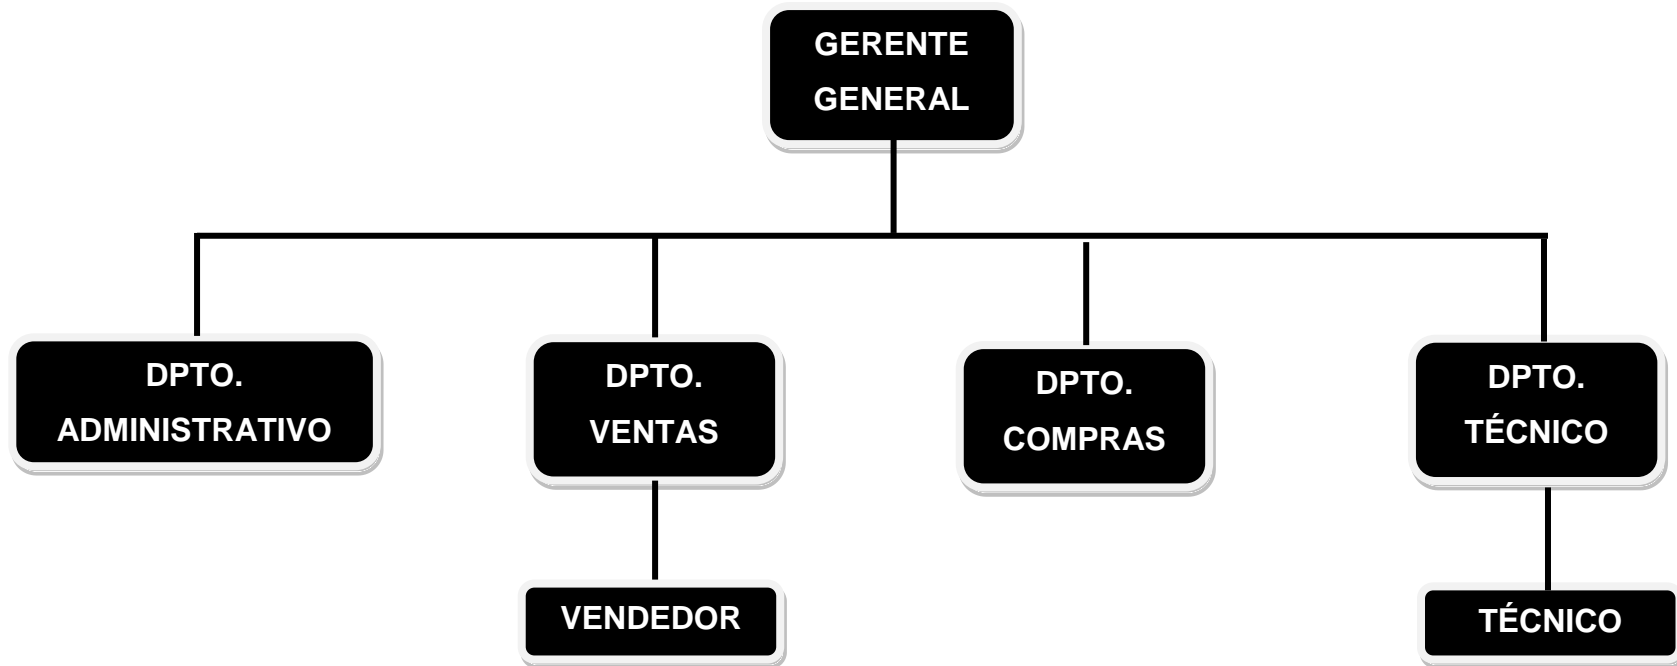 GERENTE
GENERAL
DPTO.
ADMINISTRATIVO
DPTO.
VENTAS
DPTO.
COMPRAS
DPTO.
TÉCNICO
VENDEDOR
TÉCNICO